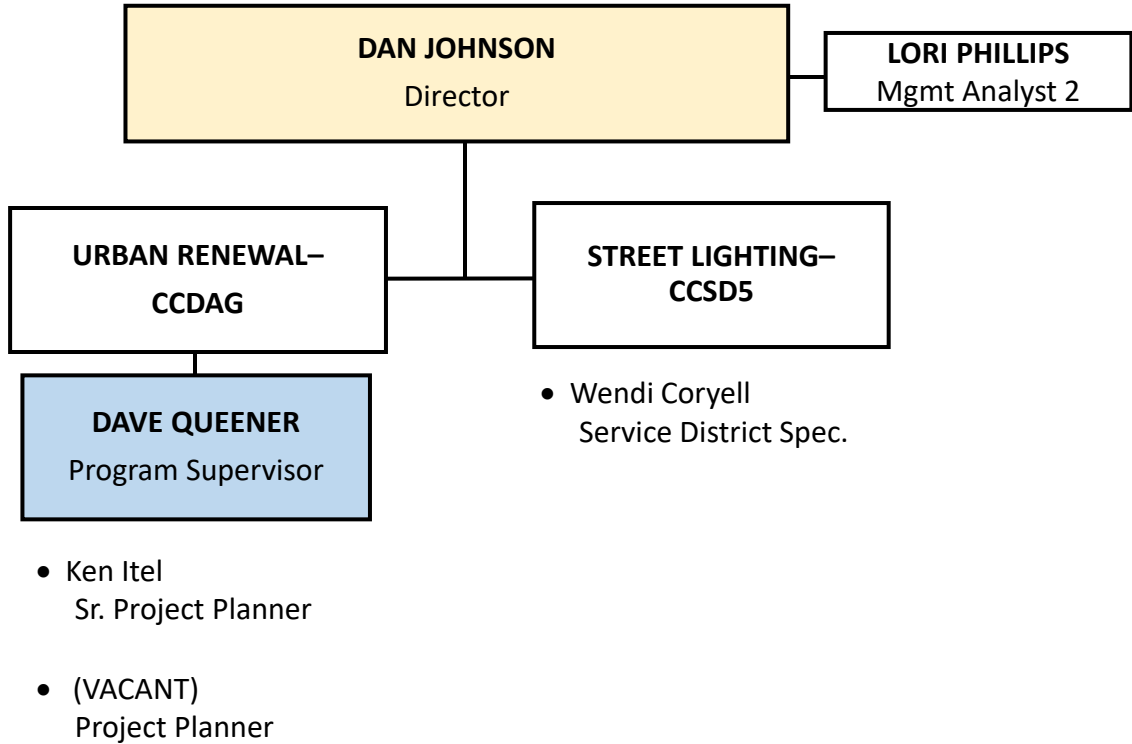 DAN JOHNSON
Director
LORI PHILLIPS
Mgmt Analyst 2
URBAN RENEWAL–
CCDAG
STREET LIGHTING–
CCSD5
DAVE QUEENER
Program Supervisor
• Wendi Coryell
Service District Spec.
• Ken Itel
Sr. Project Planner
• (VACANT)
Project Planner